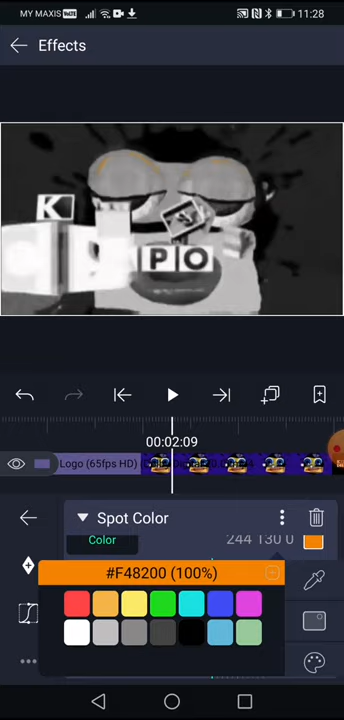 MY MAXIS VoLTE 11:28
Effects
K
P O
00:02:09
Logo (65fps HD)
Spot Color
Color 244 130 0
#F48200 (100%)